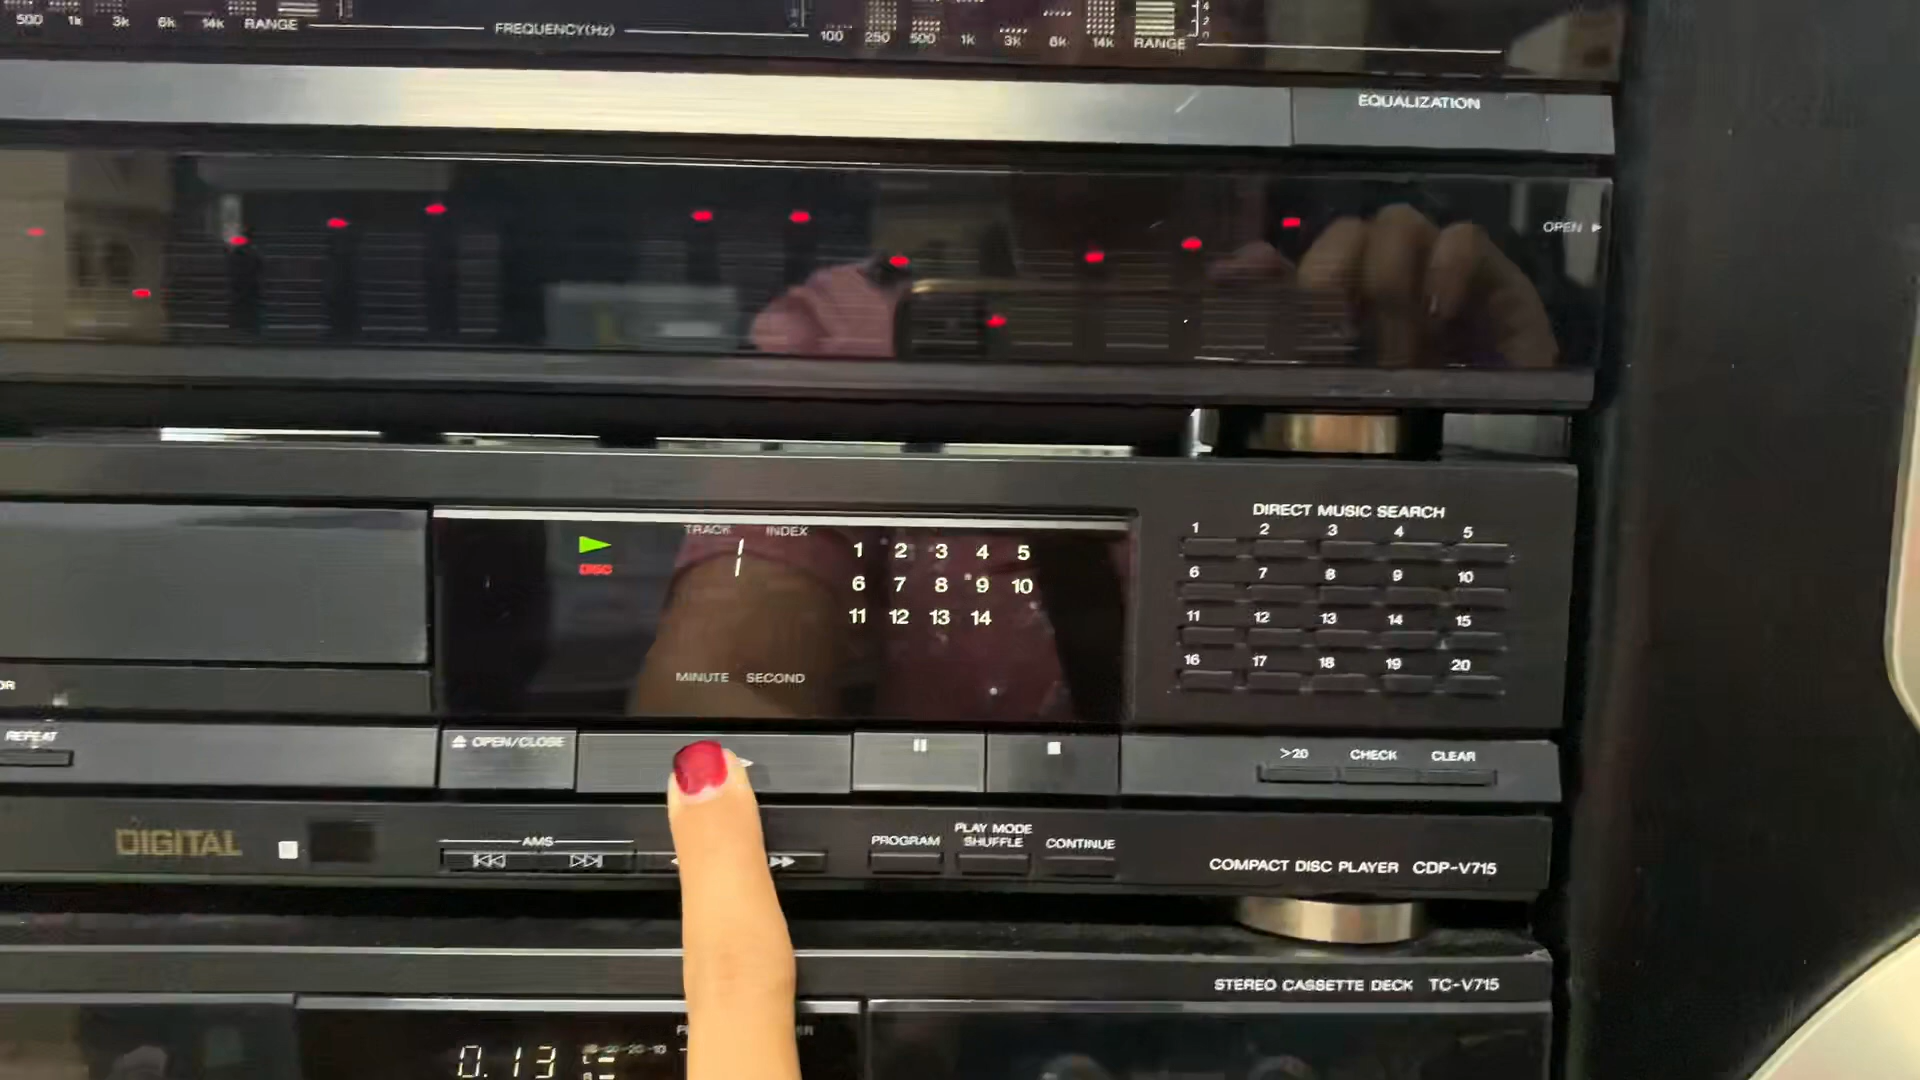 500 1k 3k 6k 14k RANGE FREQUENCY(Hz) 100 250 500 1k 3k 6k 14k RANGE
4
2
0
EQUALIZATION
OPEN
TRACK INDEX
DISC
1
1 2 3 4 5
6 7 8 9 10
11 12 13 14
MINUTE SECOND
DIRECT MUSIC SEARCH
1 2 3 4 5
6 7 8 9 10
11 12 13 14 15
16 17 18 19 20
REPEAT
OPEN/CLOSE
>20 CHECK CLEAR
DIGITAL
AMS
PROGRAM
PLAY MODE
SHUFFLE
CONTINUE
COMPACT DISC PLAYER CDP-V715
STEREO CASSETTE DECK TC-V715
0.13